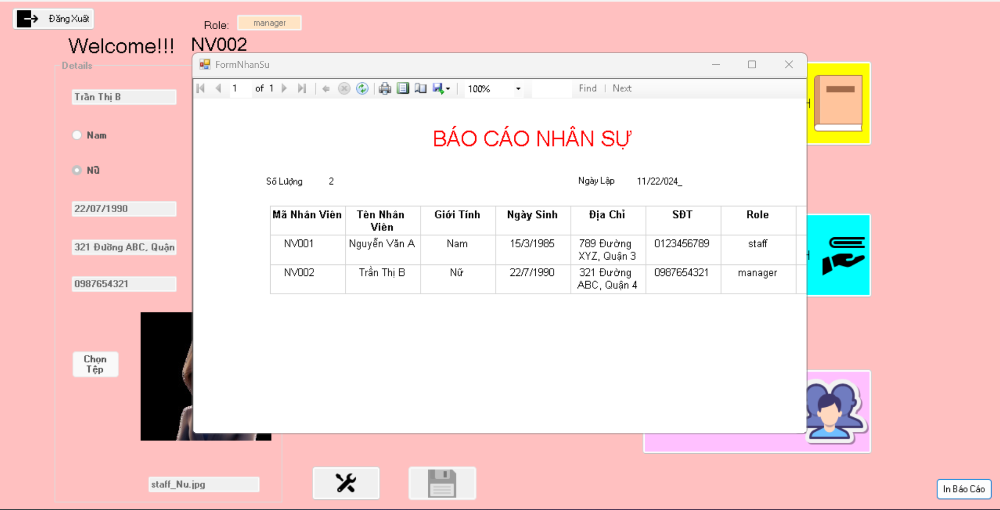 Đăng Xuất
Role: manager
Welcome!!! NV002
Details
Trần Thị B
Nam
Nữ
22/07/1990
321 Đường ABC, Quận
0987654321
Chọn
Tệp
staff_Nu.jpg
FormNhanSu
1 of 1 100% Find | Next
BÁO CÁO NHÂN SỰ
Số Lượng 2 Ngày Lập 11/22/024_
Mã Nhân Viên Tên Nhân Viên Giới Tính Ngày Sinh Địa Chỉ SĐT Role
NV001 Nguyễn Văn A Nam 15/3/1985 789 Đường XYZ, Quận 3 0123456789 staff
NV002 Trần Thị B Nữ 22/7/1990 321 Đường ABC, Quận 4 0987654321 manager
H
H
In Báo Cáo